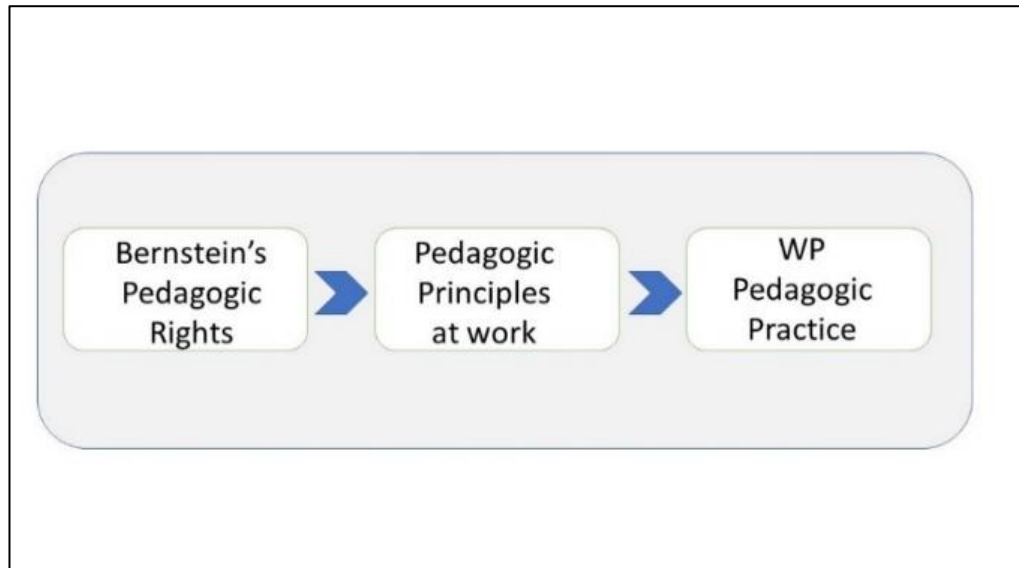 Bernstein’s
Pedagogic
Rights
Pedagogic
Principles
at work
WP
Pedagogic
Practice